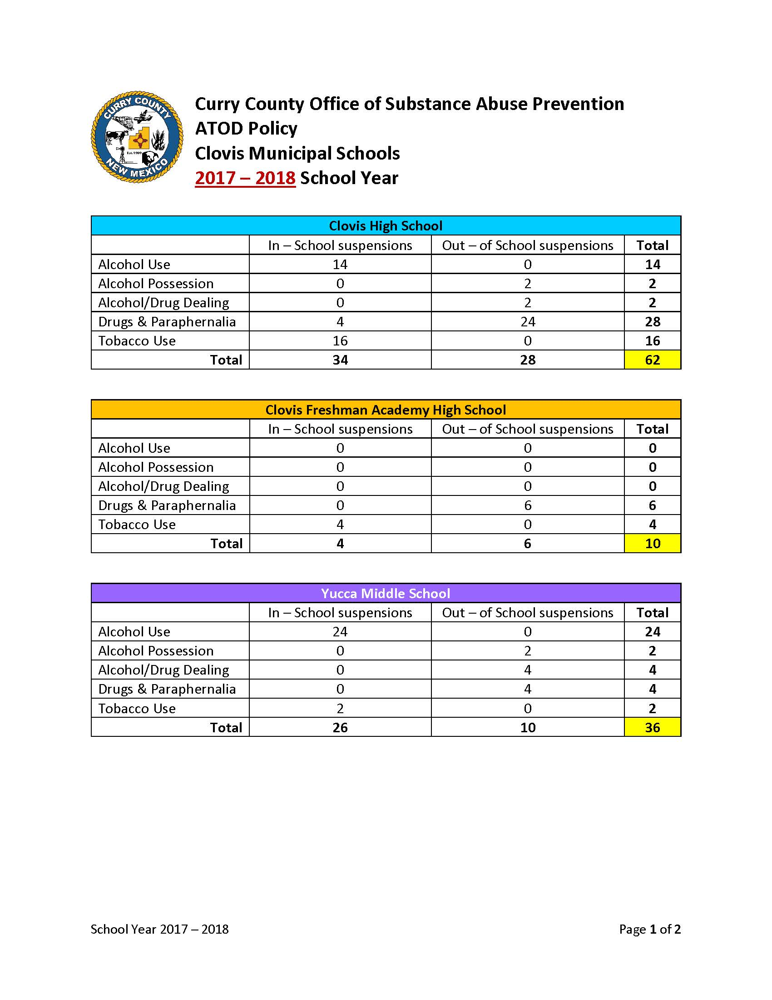 CURRY COUNTY
Est. 1909
NEW MEXICO
Curry County Office of Substance Abuse Prevention
ATOD Policy
Clovis Municipal Schools
2017 – 2018 School Year
Clovis High School
In – School suspensions Out – of School suspensions Total
Alcohol Use 14 0 14
Alcohol Possession 0 2 2
Alcohol/Drug Dealing 0 2 2
Drugs & Paraphernalia 4 24 28
Tobacco Use 16 0 16
Total 34 28 62
Clovis Freshman Academy High School
In – School suspensions Out – of School suspensions Total
Alcohol Use 0 0 0
Alcohol Possession 0 0 0
Alcohol/Drug Dealing 0 0 0
Drugs & Paraphernalia 0 6 6
Tobacco Use 4 0 4
Total 4 6 10
Yucca Middle School
In – School suspensions Out – of School suspensions Total
Alcohol Use 24 0 24
Alcohol Possession 0 2 2
Alcohol/Drug Dealing 0 4 4
Drugs & Paraphernalia 0 4 4
Tobacco Use 2 0 2
Total 26 10 36
School Year 2017 – 2018 Page 1 of 2